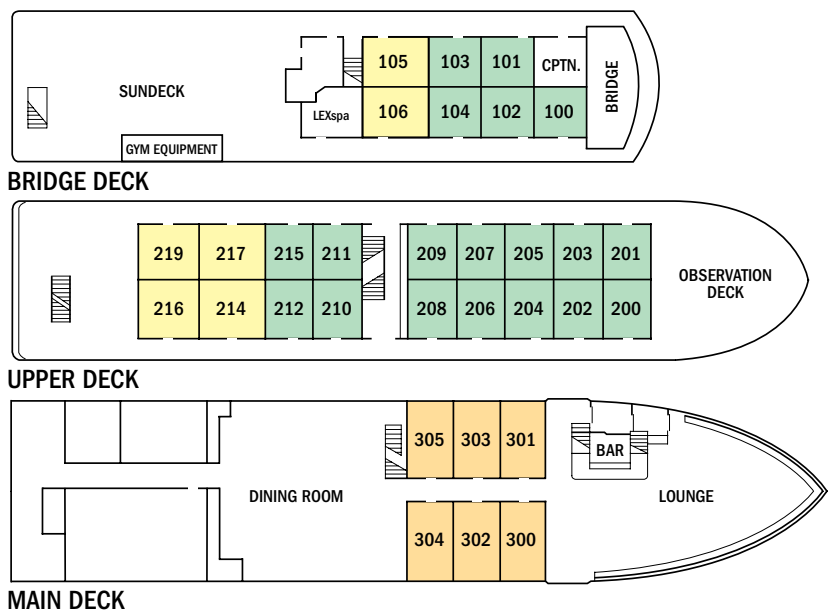 105 103 101 CPTN.
BRIDGE
SUNDECK
LEXspa
106 104 102 100
GYM EQUIPMENT
BRIDGE DECK
219 217 215 211 209 207 205 203 201
OBSERVATION
DECK
216 214 212 210 208 206 204 202 200
UPPER DECK
305 303 301
BAR
DINING ROOM
LOUNGE
304 302 300
MAIN DECK